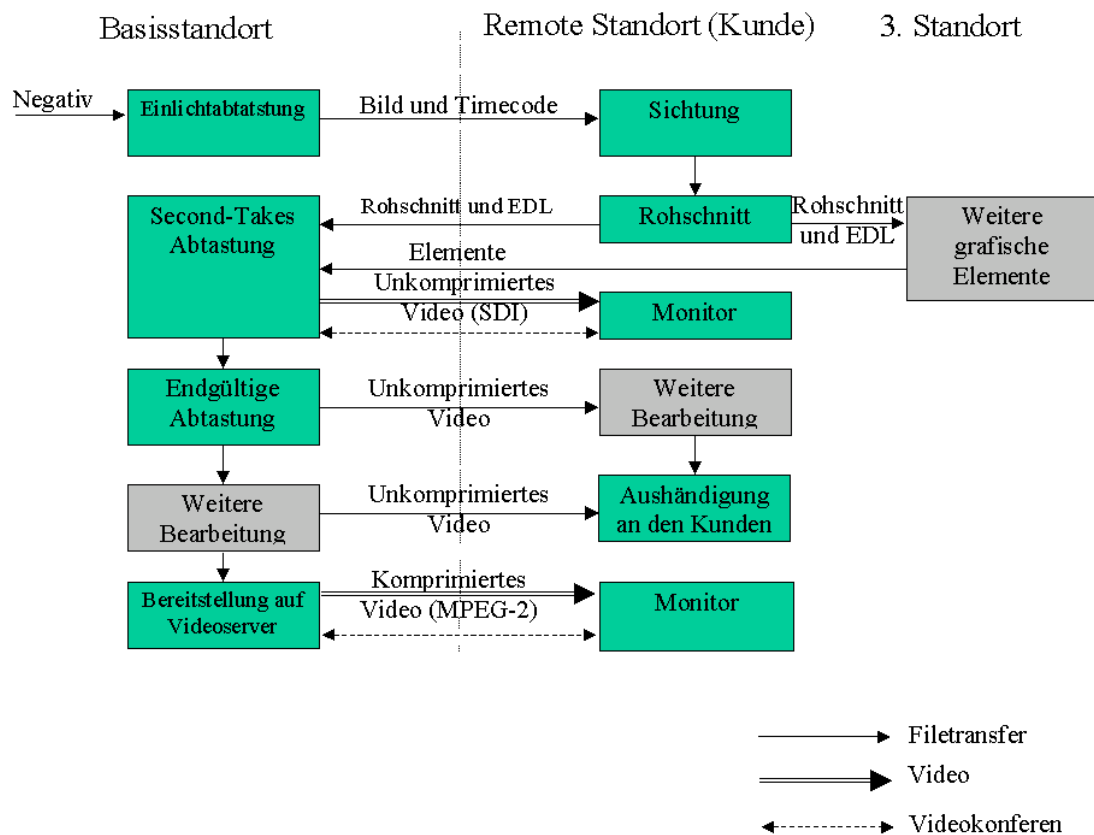 Basisstandort
Remote Standort (Kunde)
3. Standort
Negativ
Einlichtabtatstung
Bild und Timecode
Sichtung
Second-Takes
Abtastung
Rohschnitt und EDL
Rohschnitt
Rohschnitt
und EDL
Weitere
grafische
Elemente
Elemente
Unkomprimiertes
Video (SDI)
Monitor
Endgültige
Abtastung
Unkomprimiertes
Video
Weitere
Bearbeitung
Weitere
Bearbeitung
Unkomprimiertes
Video
Aushändigung
an den Kunden
Bereitstellung auf
Videoserver
Komprimiertes
Video (MPEG-2)
Monitor
Filetransfer
Video
Videokonferen